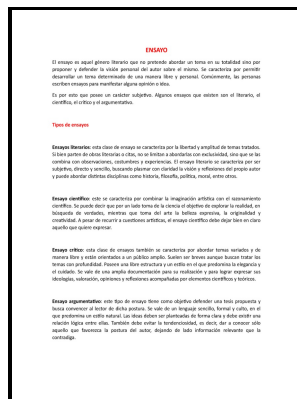 ENSAYO
El ensayo es aquel género literario que no pretende abordar un tema en su totalidad sino por
proponer y defender la visión personal del autor sobre el mismo. Se caracteriza por permitir
desarrollar un tema determinado de una manera libre y personal. Comúnmente, las personas
escriben ensayos para manifestar alguna opinión o idea.
Es por esto que posee un carácter subjetivo. Algunos ensayos que existen son el literario, el
científico, el crítico y el argumentativo.
Tipos de ensayos
Ensayos literarios: esta clase de ensayo se caracteriza por la libertad y amplitud de temas tratados.
Si bien parten de obras literarias o citas, no se limitan a abordarlas con exclusividad, sino que se las
combina con observaciones, costumbres y experiencias. El ensayo literario se caracteriza por ser
subjetivo, directo y sencillo, buscando plasmar con claridad la visión y reflexiones del propio autor
y puede abordar distintas disciplinas como historia, filosofía, política, moral, entre otros.
Ensayo científico: este se caracteriza por combinar la imaginación artística con el razonamiento
científico. Se puede decir que por un lado toma de la ciencia el objetivo de explorar la realidad, en
búsqueda de verdades, mientras que toma del arte la belleza expresiva, la originalidad y
creatividad. A pesar de recurrir a cuestiones artísticas, el ensayo científico debe dejar bien en claro
aquello que quiere expresar.
Ensayo crítico: esta clase de ensayos también se caracteriza por abordar temas variados y de
manera libre y están orientados a un público amplio. Suelen ser breves aunque buscan tratar las
temas con profundidad. Poseen una libre estructura y un estilo en el que predomina la elegancia y
el cuidado. Se vale de una amplia documentación para su realización y para lograr expresar sus
ideologías, valoración, opiniones y reflexiones acompañadas por elementos científicos y teóricos.
Ensayo argumentativo: este tipo de ensayo tiene como objetivo defender una tesis propuesta y
busca convencer al lector de dicha postura. Se vale de un lenguaje sencillo, formal y culto, en el
que predomina un estilo natural. Las ideas deben ser planteadas de forma clara y debe existir una
relación lógica entre ellas. También debe evitar la tendenciosidad, es decir, dar a conocer sólo
aquello que favorezca la postura del autor, dejando de lado información relevante que la
contradiga.